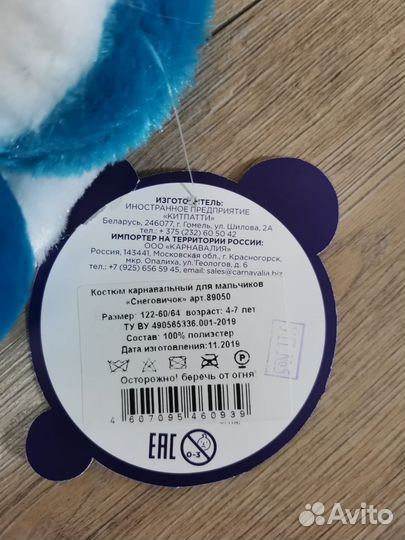 ИЗГОТОВИТЕЛЬ:
ИНОСТРАННОЕ ПРЕДПРИЯТИЕ
«КИТПАТТИ»
Беларусь, 246077, г. Гомель, ул. Шилова, 2А
тел.: + 375 (232) 60 50 42
ИМПОРТЕР НА ТЕРРИТОРИИ РОССИИ:
ООО «КАРНАВАЛИЯ»
Россия, 143441, Московская обл., г. Красногорск,
мкр. Опалиха, ул.Геологов, д. 6
тел.: +7 (925) 656 59 45, email: sales@carnavalia.biz
Костюм карнавальный для мальчиков
«Снеговичок» арт.89050
Размер: 122-60/64 возраст: 4-7 лет
ТУ BY 490585336.001-2019
Состав: 100% полиэстер
Дата изготовления:11.2019
Осторожно! беречь от огня!
4 607095 460939
EAC
0-3
Avito